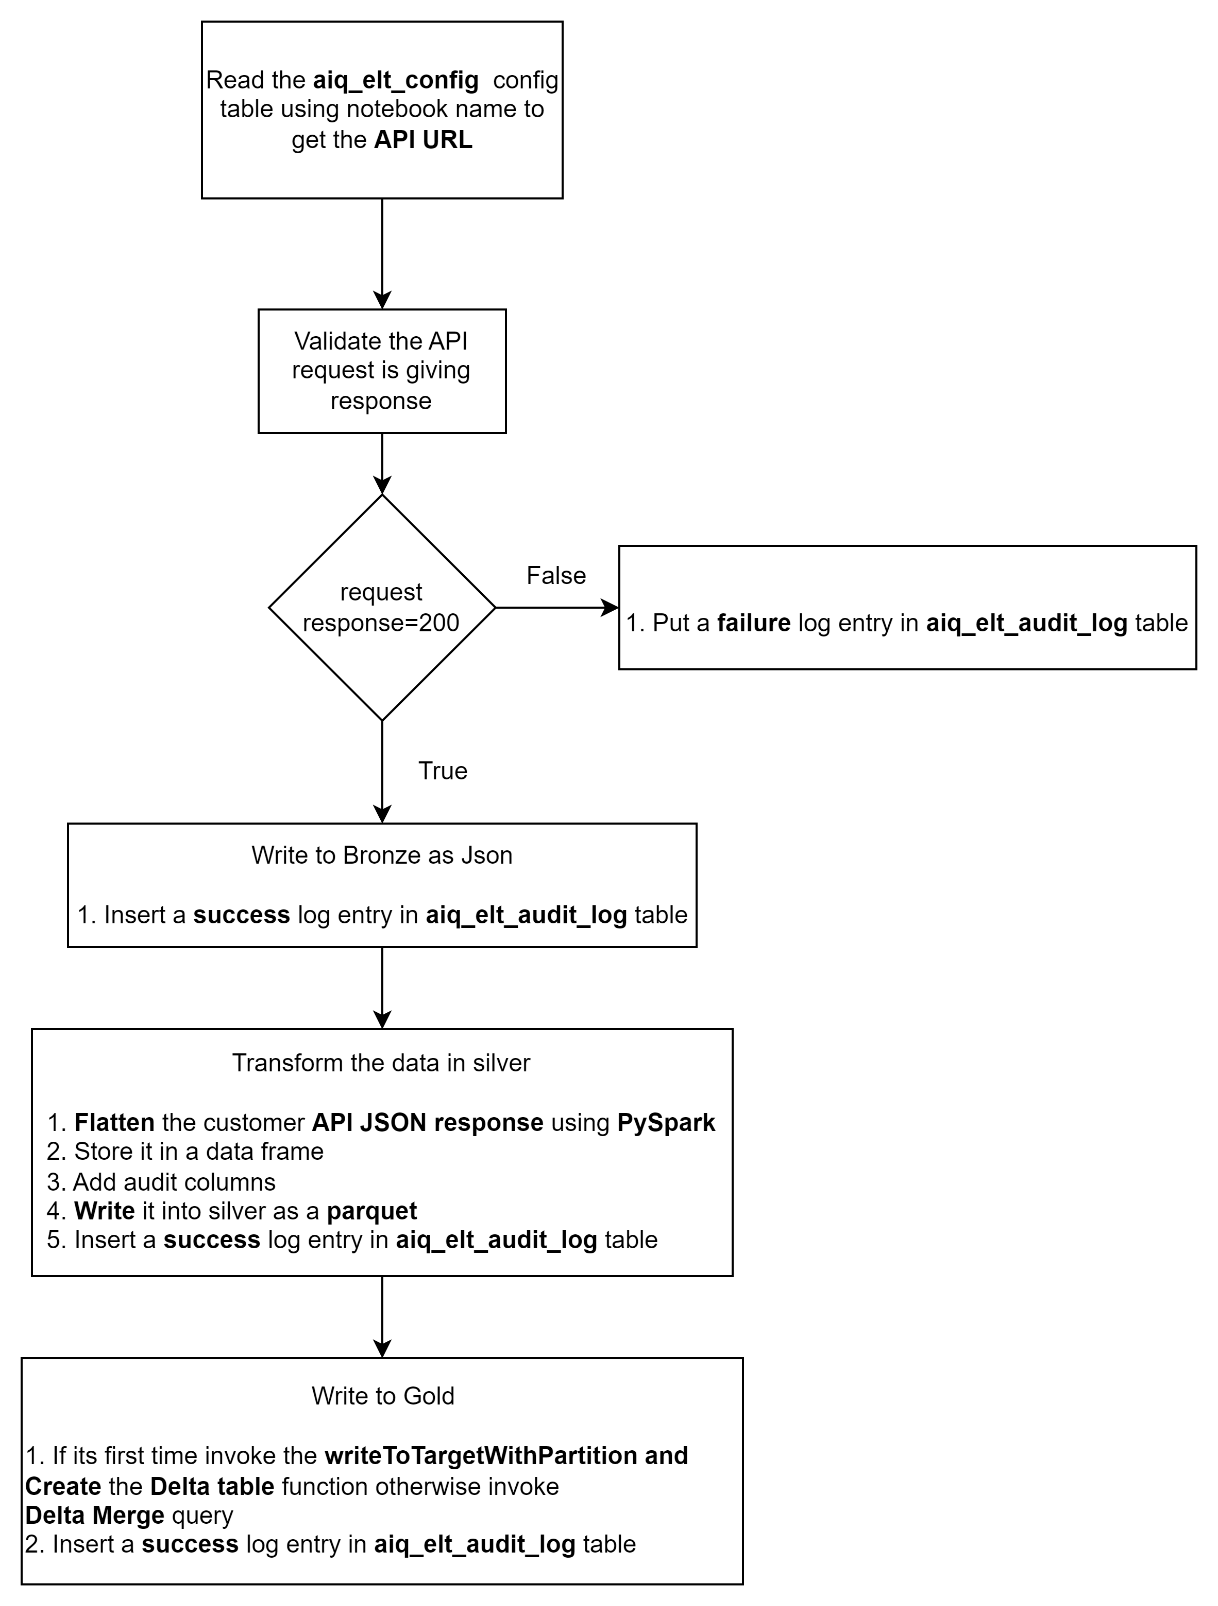 Read the aiq_elt_config  config
table using notebook name to
get the API URL
Validate the API
request is giving
response
request
response=200
False
1. Put a failure log entry in aiq_elt_audit_log table
True
Write to Bronze as Json
1. Insert a success log entry in aiq_elt_audit_log table
Transform the data in silver
1. Flatten the customer API JSON response using PySpark
2. Store it in a data frame
3. Add audit columns
4. Write it into silver as a parquet
5. Insert a success log entry in aiq_elt_audit_log table
Write to Gold
1. If its first time invoke the writeToTargetWithPartition and
Create the Delta table function otherwise invoke
Delta Merge query
2. Insert a success log entry in aiq_elt_audit_log table